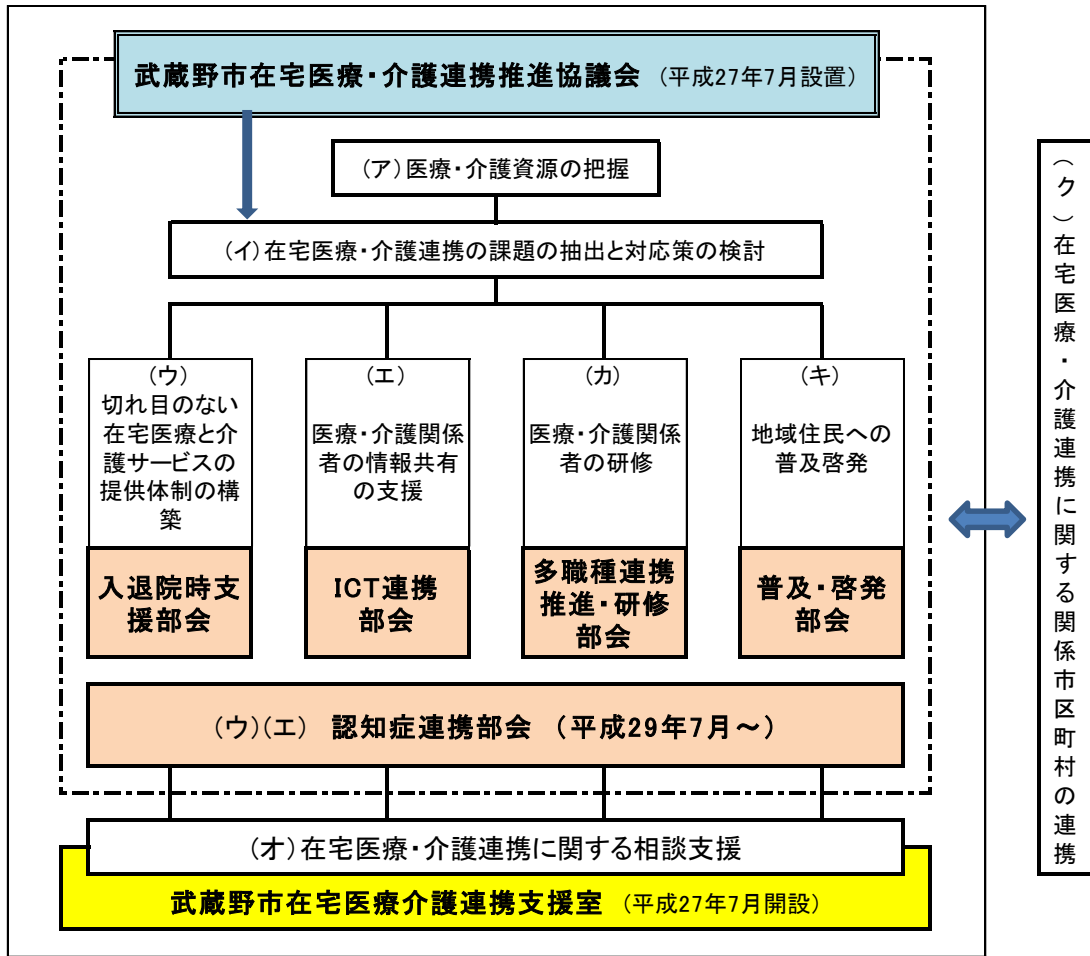 武蔵野市在宅医療・介護連携推進協議会 (平成27年7月設置)
(ア)医療・介護資源の把握
(イ)在宅医療・介護連携の課題の抽出と対応策の検討
(ウ)
切れ目のない
在宅医療と介
護サービスの
提供体制の構
築
入退院時支
援部会
(エ)
医療・介護関係
者の情報共有
の支援
ICT連携
部会
(カ)
医療・介護関係
者の研修
多職種連携
推進・研修
部会
(キ)
地域住民への
普及啓発
普及・啓発
部会
(ウ)(エ) 認知症連携部会 (平成29年7月~)
(オ)在宅医療・介護連携に関する相談支援
武蔵野市在宅医療介護連携支援室 (平成27年7月開設)
(ク)在宅医療・介護連携に関する関係市区町村の連携